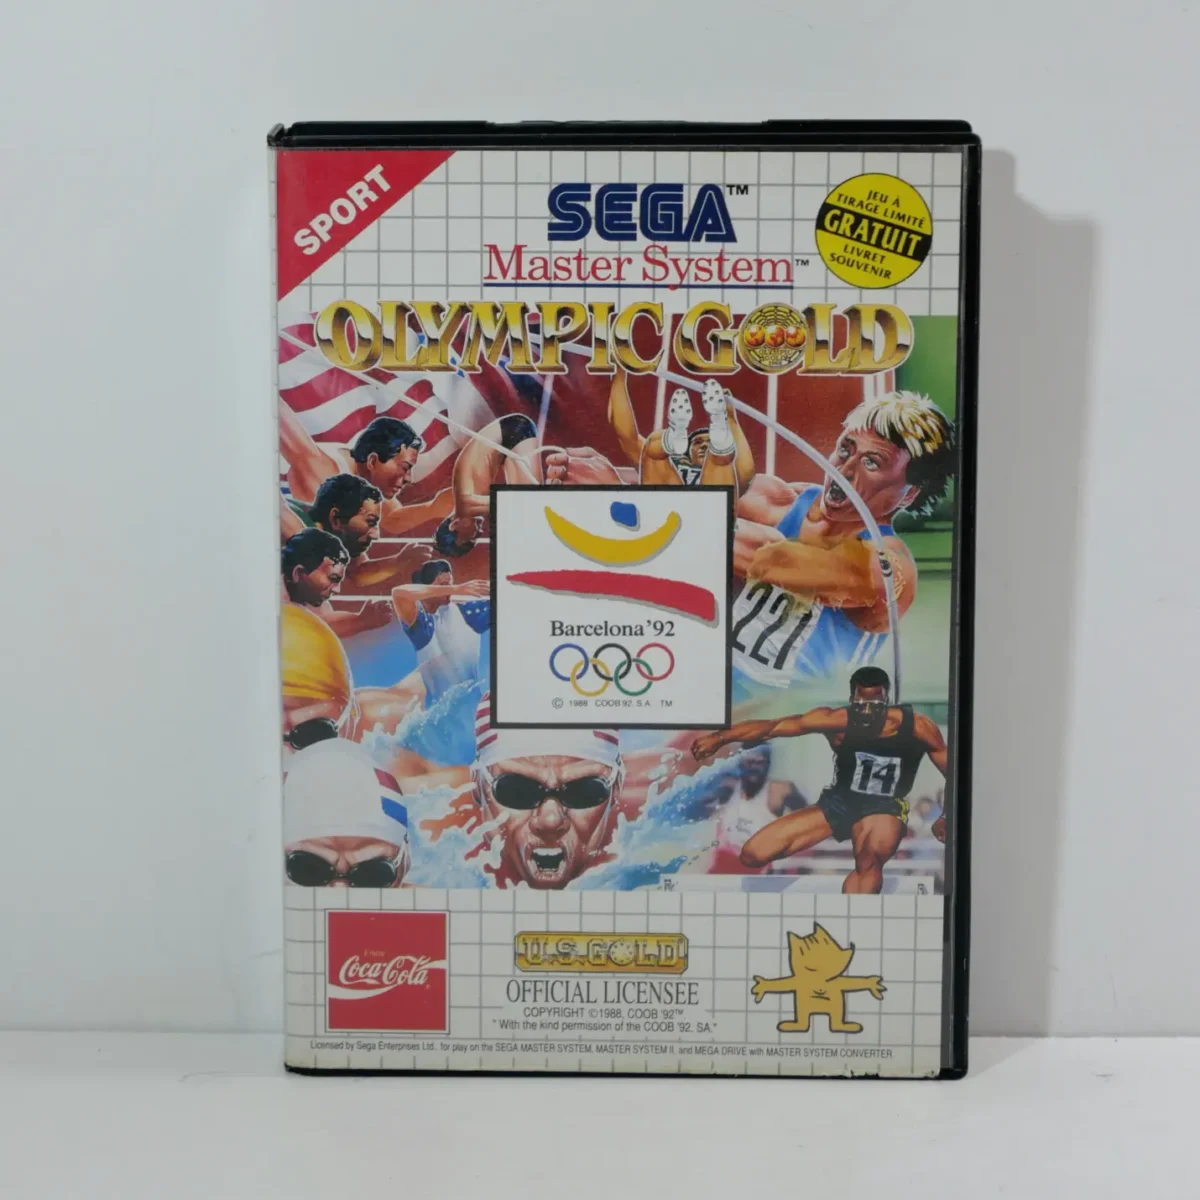 SPORT
SEGA™
Master System™
JEU À
TIRAGE LIMITÉ
GRATUIT
LIVRET
SOUVENIR
OLYMPIC GOLD
17
221
Barcelona '92
© 1988 COOB'92, S.A. TM
14
Enjoy
Coca-Cola
U.S. GOLD
OFFICIAL LICENSEE
COPYRIGHT ©1988, COOB '92™
"With the kind permission of the COOB '92. SA."
Licensed by Sega Enterprises Ltd., for play on the SEGA MASTER SYSTEM, MASTER SYSTEM II, and MEGA DRIVE with MASTER SYSTEM CONVERTER.